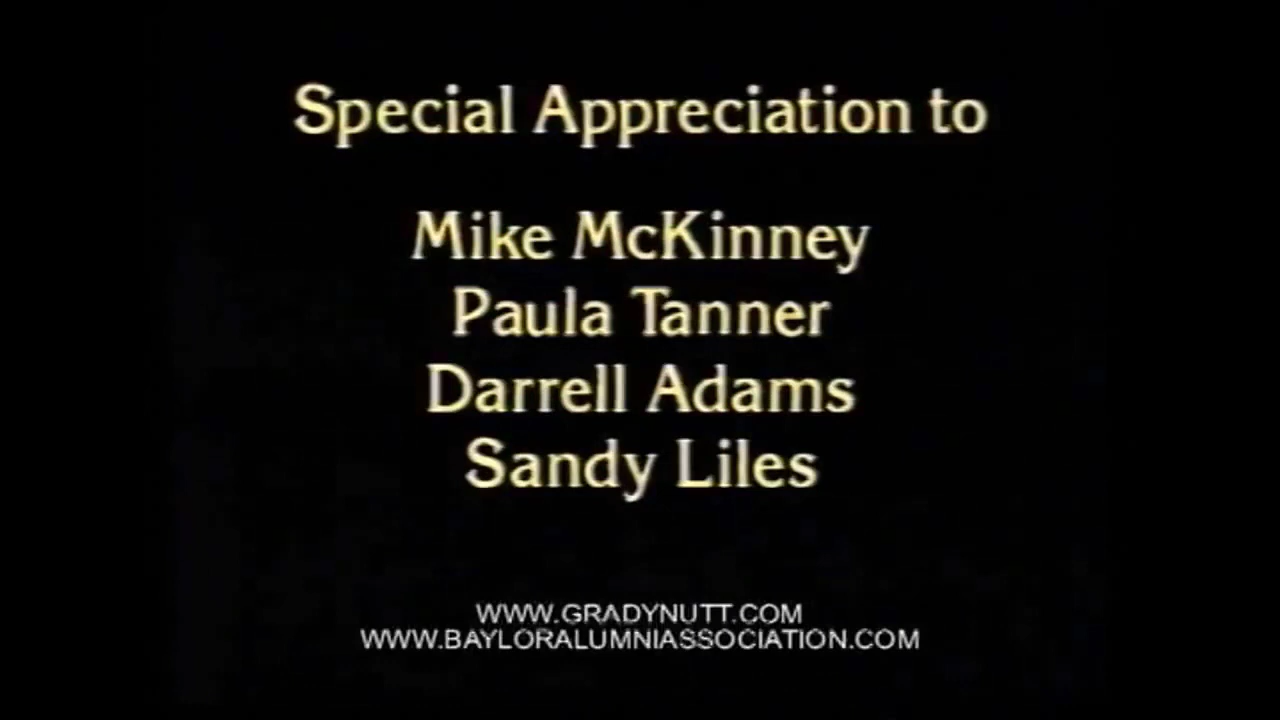 Special Appreciation to
Mike McKinney
Paula Tanner
Darrell Adams
Sandy Liles
WWW.GRADYNUTT.COM
WWW.BAYLORALUMNIASSOCIATION.COM